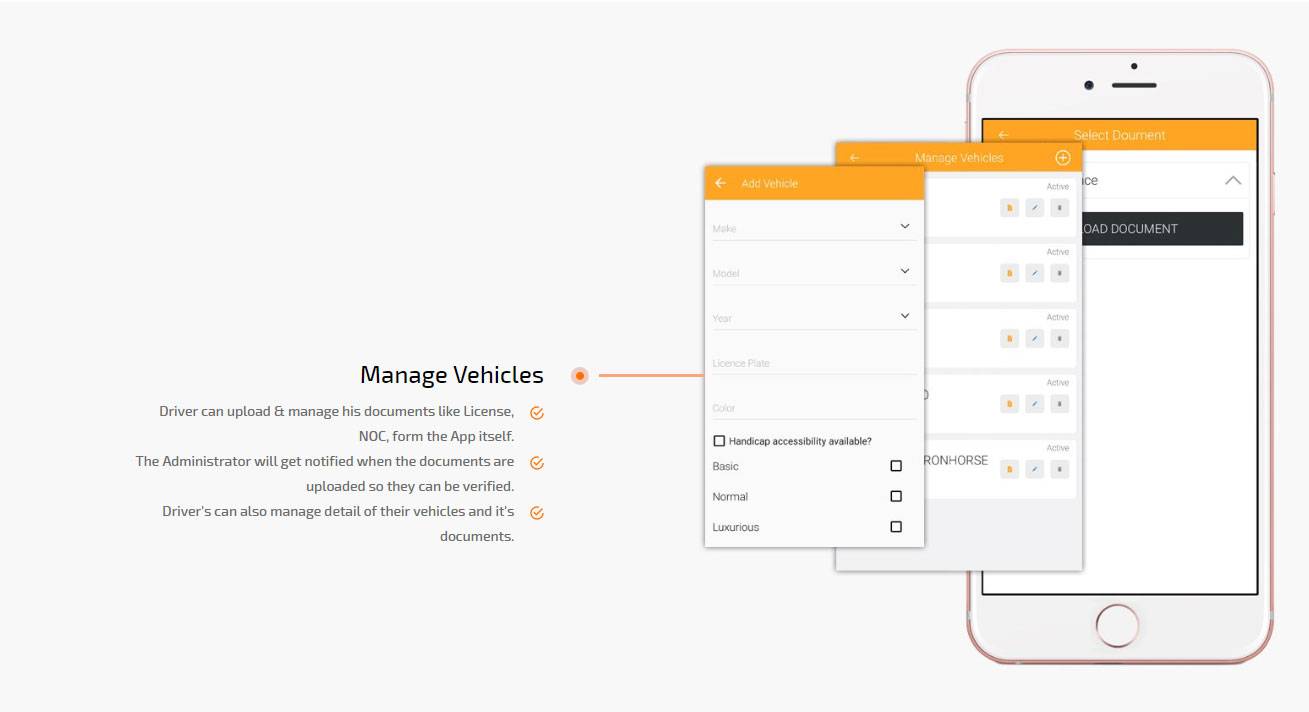 Manage Vehicles
Driver can upload & manage his documents like License,
NOC, form the App itself.
The Administrator will get notified when the documents are
uploaded so they can be verified.
Driver's can also manage detail of their vehicles and it's
documents.
Add Vehicle
Make
Model
Year
Licence Plate
Color
Handicap accessibility available?
Basic
Normal
Luxurious
Manage Vehicles
Active
Active
Active
Active
Active
RONHORSE
Select Doument
OAD DOCUMENT